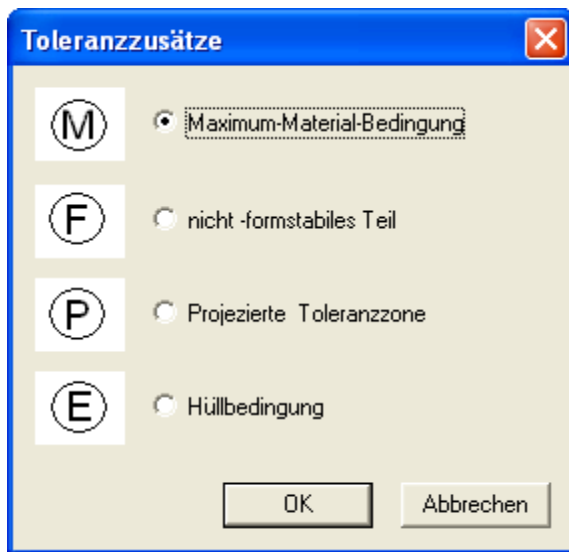 Toleranzzusätze
M Maximum-Material-Bedingung
F nicht -formstabiles Teil
P Projezierte Toleranzzone
E Hüllbedingung
OK Abbrechen